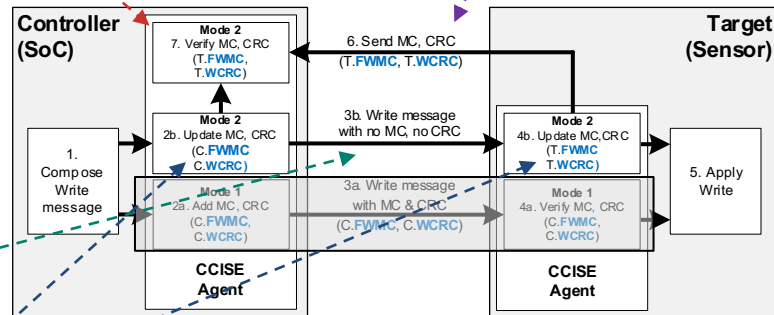 Controller
(SoC)
Target
(Sensor)
Mode 2
7. Verify MC, CRC
(T.FWMC,
T.WCRC)
6. Send MC, CRC
(T.FWMC, T.WCRC)
1.
Compose
Write
message
Mode 2
2b. Update MC, CRC
(C.FWMC
C.WCRC)
3b. Write message
with no MC, no CRC
Mode 2
4b. Update MC,CRC
(T.FWMC
T.WCRC)
5. Apply
Write
Mode 1
2a. Add MC, CRC
(C.FWMC,
C.WCRC)
3a. Write message
with MC & CRC
(C.FWMC, C.WCRC)
Mode 1
4a. Verify MC, CRC
(C.FWMC,
C.WCRC)
CCISE
Agent
CCISE
Agent